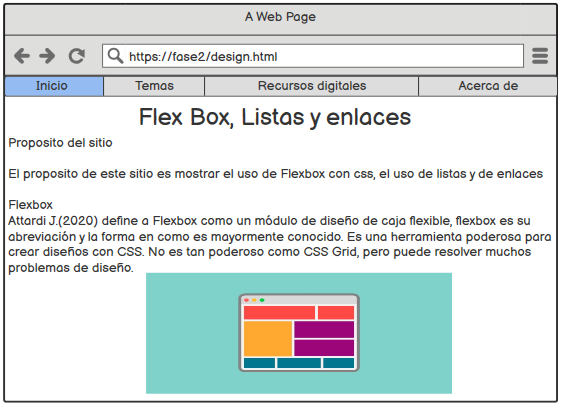 A Web Page
https://fase2/design.html
Inicio
Temas
Recursos digitales
Acerca de
Flex Box, Listas y enlaces
Proposito del sitio
El proposito de este sitio es mostrar el uso de Flexbox con css, el uso de listas y de enlaces
Flexbox
Attardi J.(2020) define a Flexbox como un módulo de diseño de caja flexible, flexbox es su
abreviación y la forma en como es mayormente conocido. Es una herramienta poderosa para
crear diseños con CSS. No es tan poderoso como CSS Grid, pero puede resolver muchos
problemas de diseño.